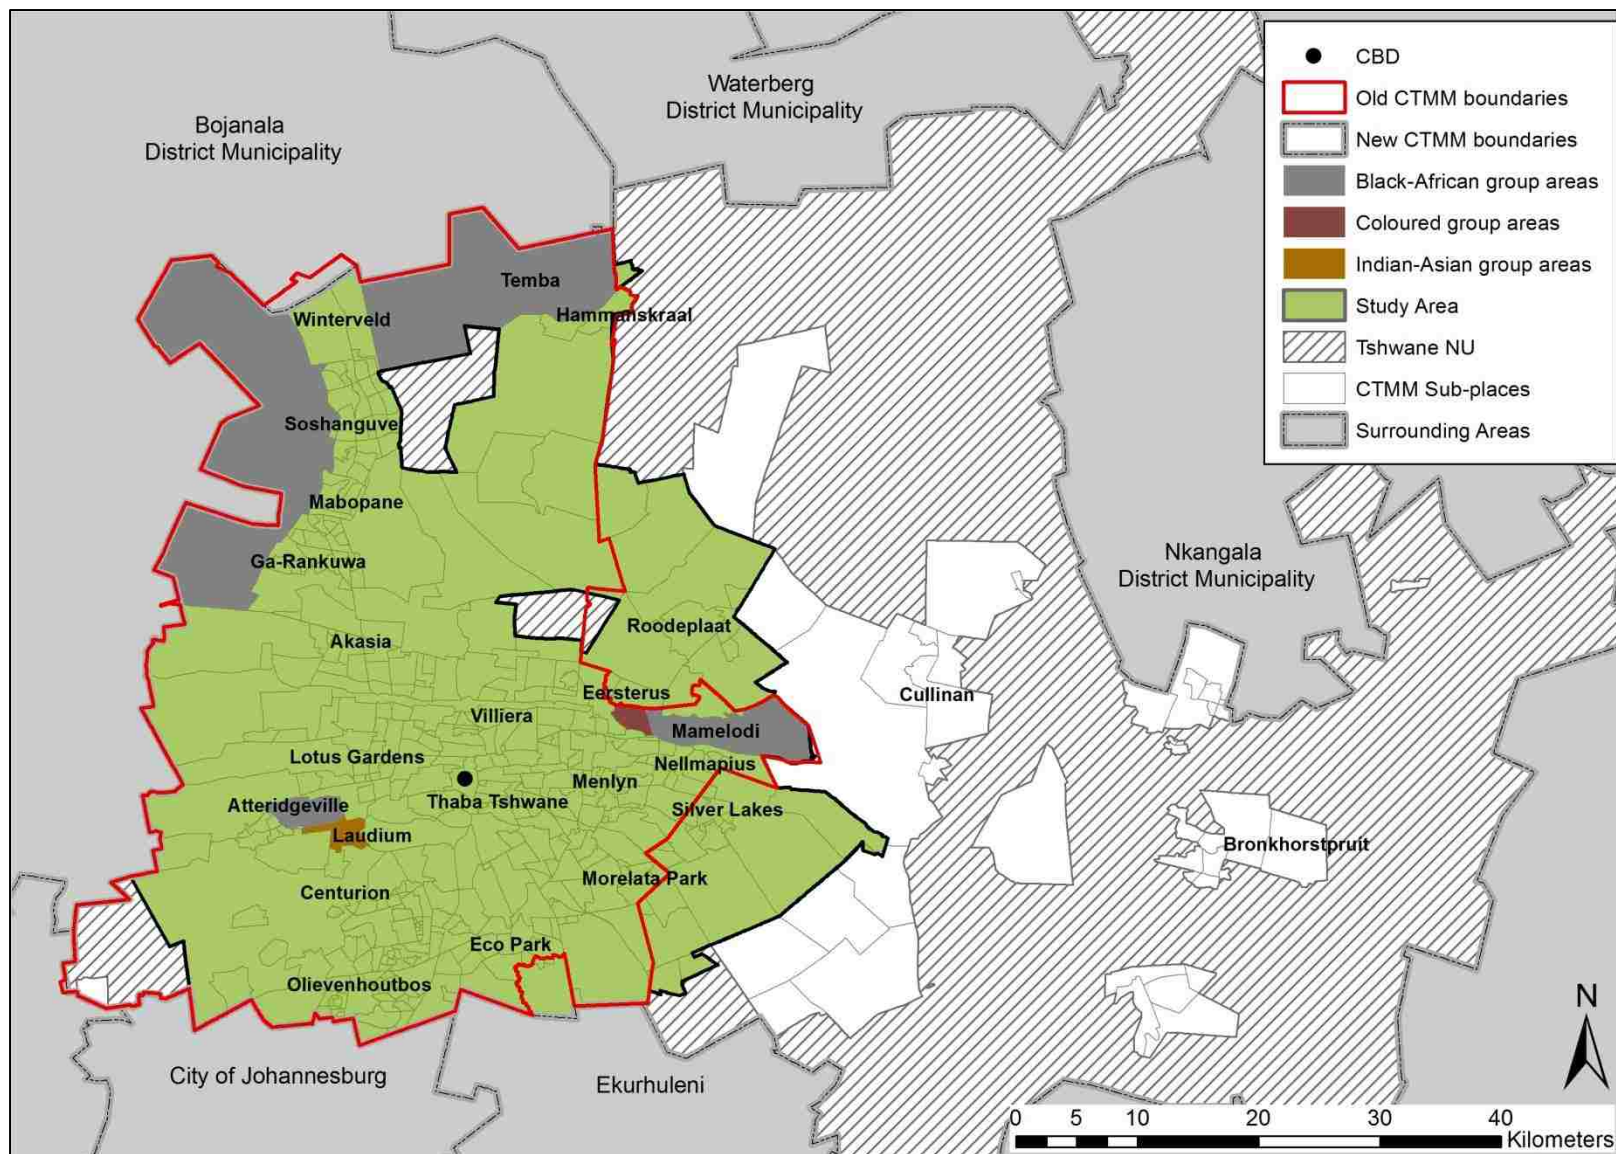 Waterberg
District Municipality
Bojanala
District Municipality
CBD
Old CTMM boundaries
New CTMM boundaries
Black-African group areas
Coloured group areas
Indian-Asian group areas
Study Area
Tshwane NU
CTMM Sub-places
Surrounding Areas
Temba
Hammanskraal
Winterveld
Soshanguve
Mabopane
Ga-Rankuwa
Nkangala
District Municipality
Roodeplaat
Akasia
Eersterus
Cullinan
Villiera
Mamelodi
Lotus Gardens
Nellmapius
Menlyn
Atteridgeville
Thaba Tshwane
Silver Lakes
Laudium
Bronkhorstpruit
Morelata Park
Centurion
Eco Park
Olievenhoutbos
N
City of Johannesburg
Ekurhuleni
0 5 10 20 30 40
Kilometers